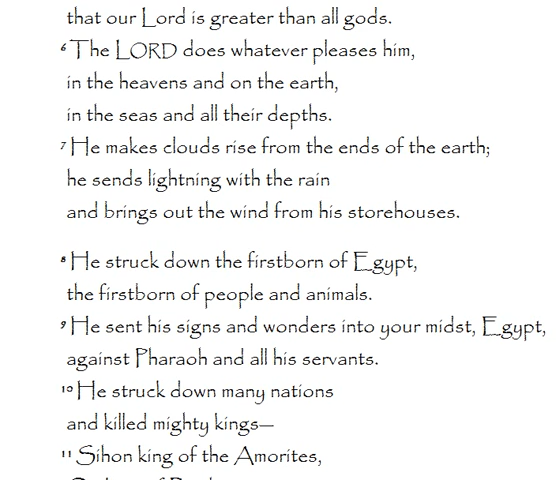 that our Lord is greater than all gods.
6 The LORD does whatever pleases him,
in the heavens and on the earth,
in the seas and all their depths.
7 He makes clouds rise from the ends of the earth;
he sends lightning with the rain
and brings out the wind from his storehouses.
8 He struck down the firstborn of Egypt,
the firstborn of people and animals.
9 He sent his signs and wonders into your midst, Egypt,
against Pharaoh and all his servants.
10 He struck down many nations
and killed mighty kings—
11 Sihon king of the Amorites,